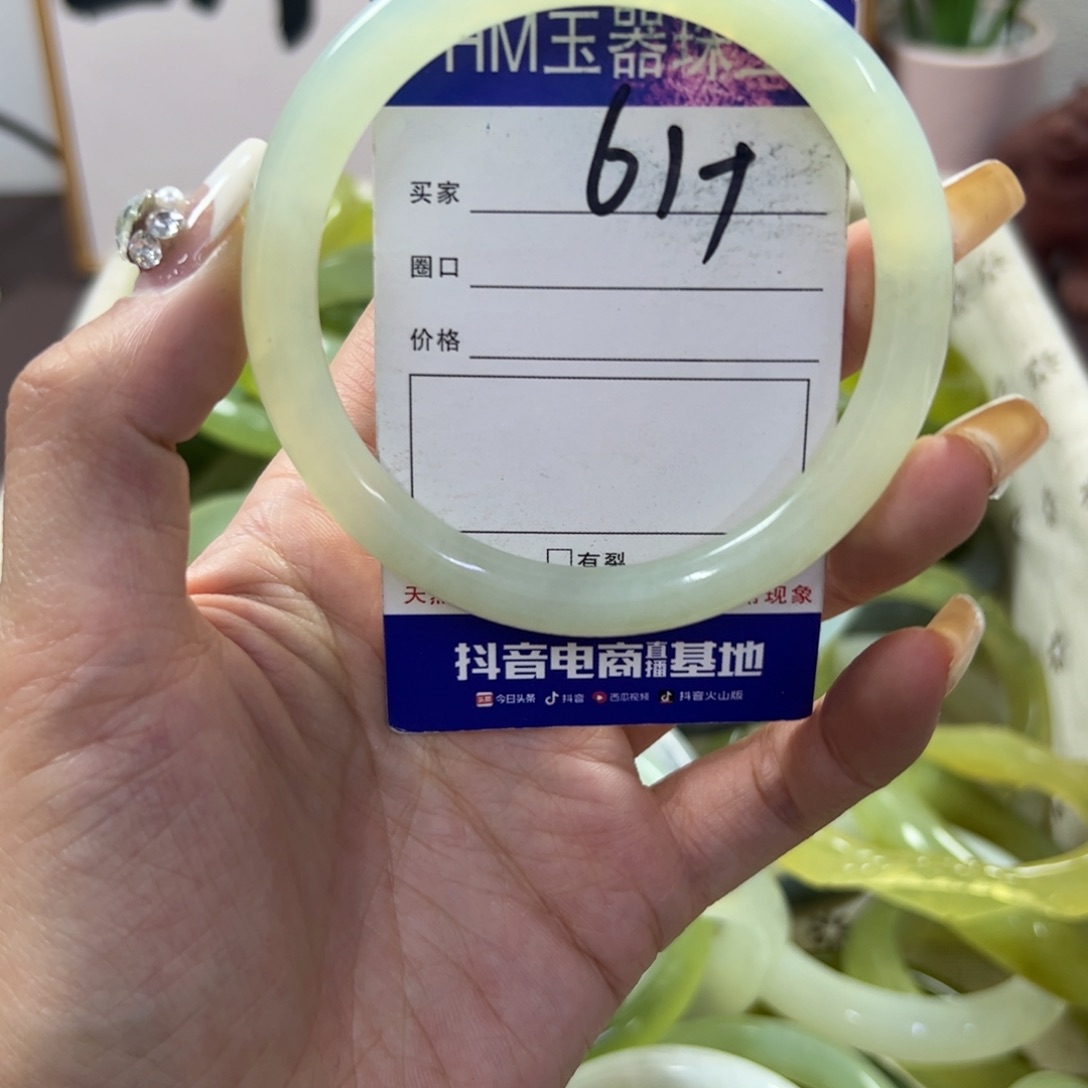 HM玉器珠宝
61+
买家
圈口
价格
有裂
天然
现象
抖音电商直播基地
今日头条 抖音 西瓜视频 抖音火山版